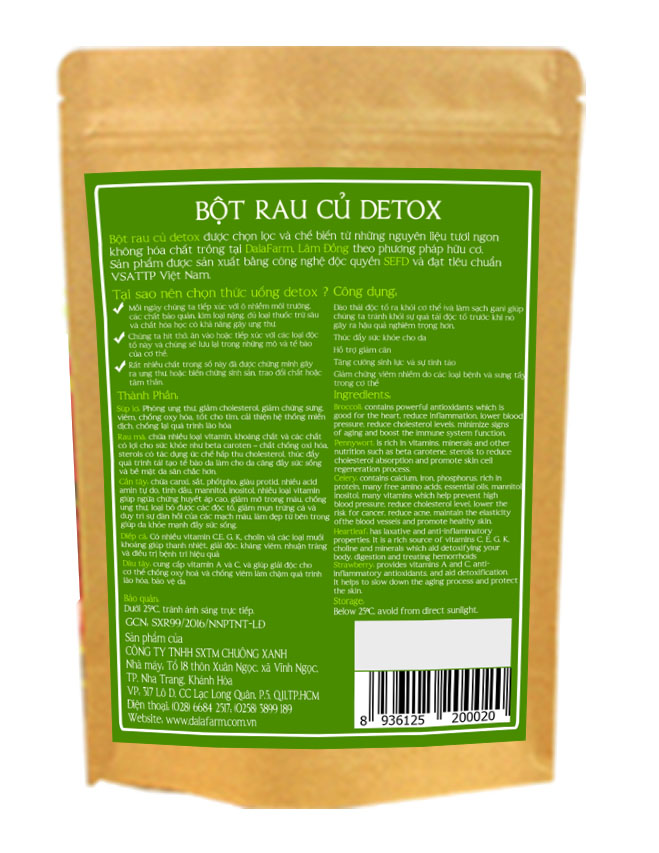 BỘT RAU CỦ DETOX
Bột rau củ detox được chọn lọc và chế biến từ những nguyên liệu tươi ngon
không hóa chất trồng tại DalaFarm, Lâm Đồng theo phương pháp hữu cơ.
Sản phẩm được sản xuất bằng công nghệ độc quyền SEFD và đạt tiêu chuẩn
VSATTP Việt Nam.
Tại sao nên chọn thức uống detox ?
Mỗi ngày chúng ta tiếp xúc với ô nhiễm môi trường,
các chất bảo quản, kim loại nặng, dư lượng thuốc trừ sâu
và chất hóa học có khả năng gây ung thư.
Chúng ta hít thở, ăn vào hoặc tiếp xúc với các loại độc
tố này và chúng sẽ lưu lại trong những mô và tế bào
của cơ thể.
Rất nhiều chất trong số này đã được chứng minh gây
ra ung thư hoặc biến chứng sinh sản, trao đổi chất hoặc
tâm thần.
Thành Phần:
Súp lơ: Phòng ung thư, giảm cholesterol, giảm chứng sưng,
viêm, chống oxy hóa, tốt cho tim, cải thiện hệ thống miễn
dịch, chống lại quá trình lão hóa
Rau má: chứa nhiều loại vitamin, khoáng chất và các chất
có lợi cho sức khỏe như beta caroten – chất chống oxi hóa,
sterols có tác dụng ức chế hấp thu cholesterol, thúc đẩy
quá trình tái tạo tế bào da làm cho da căng đầy sức sống
và bề mặt da săn chắc hơn.
Cần tây: chứa canxi, sắt, phốtpho, giàu protid, nhiều acid
amin tự do, tinh dầu, mannitol, inositol, nhiều loại vitamin
giúp ngừa chứng huyết áp cao, giảm mỡ trong máu, chống
ung thư, loại bỏ được các độc tố, giảm mụn trứng cá và
duy trì sự đàn hồi của các mạch máu, làm đẹp từ bên trong
giúp da khỏe mạnh đầy sức sống.
Diếp cá: Có nhiều vitamin C,E, G, K, cholin và các loại muối
khoáng giúp thanh nhiệt, giải độc, kháng viêm, nhuận tràng
và điều trị bệnh trĩ hiệu quả
Dâu tây: cung cấp vitamin A và C, và giúp giải độc cho
cơ thể chống oxy hoá và chống viêm làm chậm quá trình
lão hóa, bảo vệ da
Bảo quản:
Dưới 25ºC, tránh ánh sáng trực tiếp.
GCN: SXR99/2016/NNPTNT-LĐ
Sản phẩm của
CÔNG TY TNHH SXTM CHUÔNG XANH
Nhà máy: Tổ 18 thôn Xuân Ngọc, xã Vĩnh Ngọc,
TP. Nha Trang, Khánh Hòa
VP: 317 Lô D, CC Lạc Long Quân, P.5, Q.11,TP.HCM
Điện thoại: (028) 6684 2517; (0258) 3899 189
Website: www.dalafarm.com.vn
Công dụng:
Đào thải độc tố ra khỏi cơ thể và làm sạch gan giúp
chúng ta tránh khỏi sự quá tải độc tố trước khi nó
gây ra hậu quả nghiêm trọng hơn.
Thúc đẩy sức khỏe cho da
Hỗ trợ giảm cân
Tăng cường sinh lực và sự tỉnh táo
Giảm chứng viêm nhiễm do các loại bệnh và sưng tấy
trong cơ thể
Ingredients:
Broccoli: contains powerful antioxidants which is
good for the heart, reduce inflammation, lower blood
pressure, reduce cholesterol levels, minimize signs
of aging and boost the immune system function.
Pennywort: is rich in vitamins, minerals and other
nutrition such as beta carotene, sterols to reduce
cholesterol absorption and promote skin cell
regeneration process.
Celery: contains calcium, iron, phosphorus, rich in
protein, many free amino acids, essential oils, mannitol
inositol, many vitamins which help prevent high
blood pressure, reduce cholesterol level, lower the
risk for cancer, reduce acne, maintain the elasticity
ofthe blood vessels and promote healthy skin.
Heartleaf: has laxative and anti-inflammatory
properties. It is a rich source of vitamins C, E, G, K,
choline and minerals which aid detoxifying your
body, digestion and treating hemorrhoids
Strawberry: provides vitamins A and C, anti-
inflammatory antioxidants, and aid detoxification.
It helps to slow down the aging process and protect
the skin.
Storage:
Below 25ºC, avoid from direct sunlight.
8 936125 200020